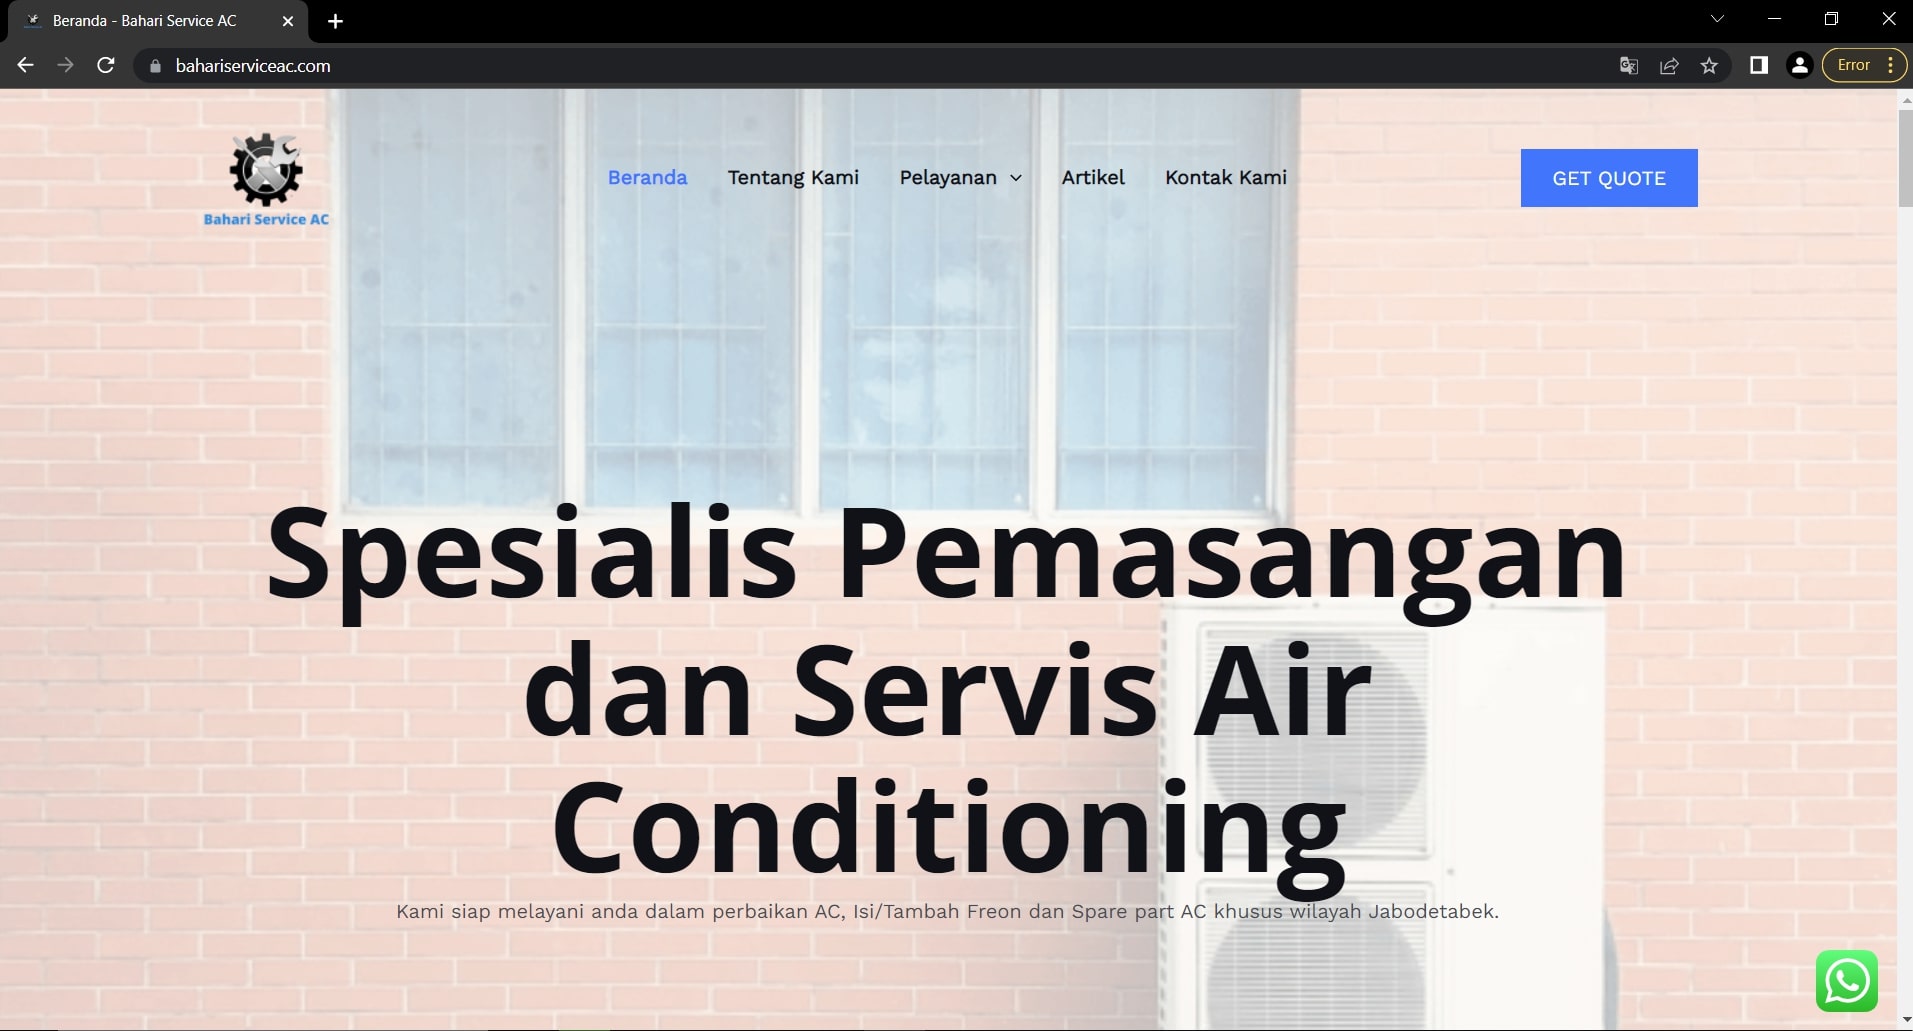 Beranda - Bahari Service AC
bahariserviceac.com
Error
Bahari Service AC
Beranda
Tentang Kami
Pelayanan
Artikel
Kontak Kami
GET QUOTE
Spesialis Pemasangan
dan Servis Air
Conditioning
Kami siap melayani anda dalam perbaikan AC, Isi/Tambah Freon dan Spare part AC khusus wilayah Jabodetabek.